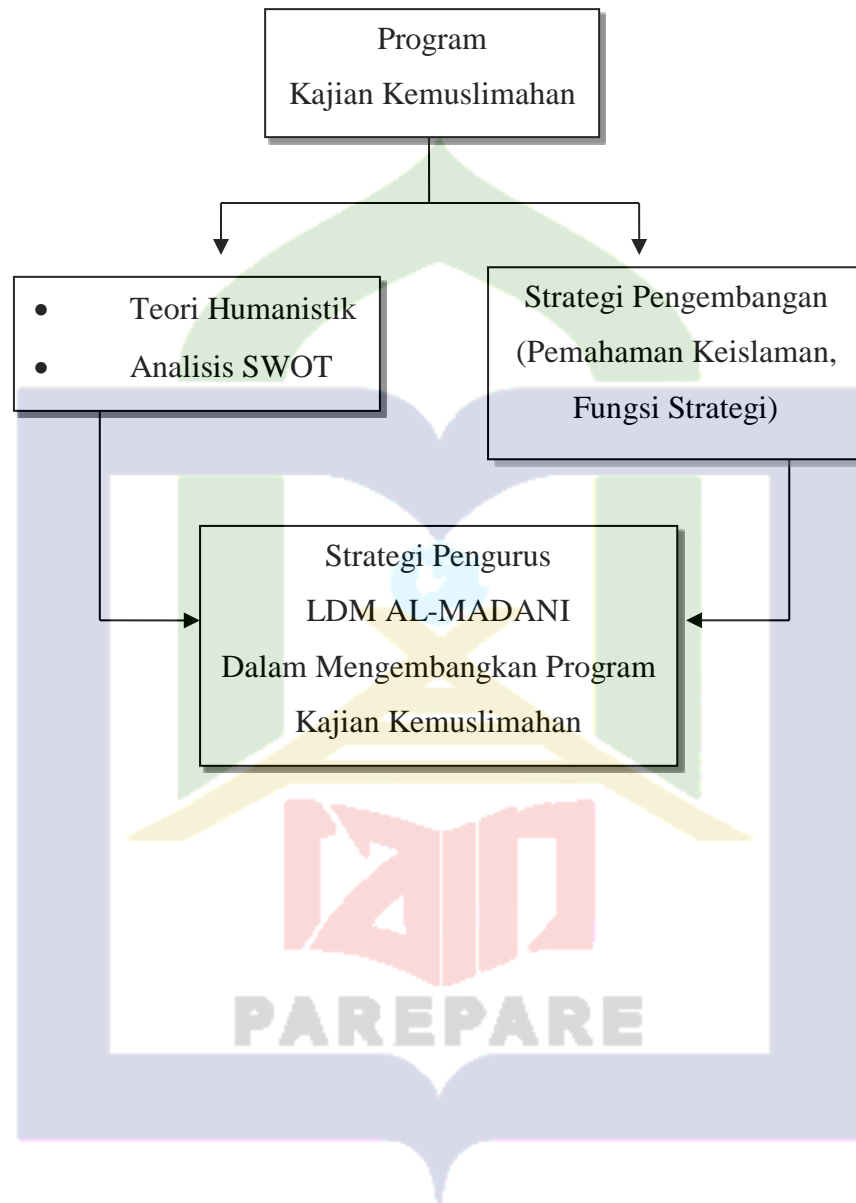 Program
Kajian Kemuslimahan
• Teori Humanistik
• Analisis SWOT
Strategi Pengembangan
(Pemahaman Keislaman,
Fungsi Strategi)
Strategi Pengurus
LDM AL-MADANI
Dalam Mengembangkan Program
Kajian Kemuslimahan
iain
PAREPARE